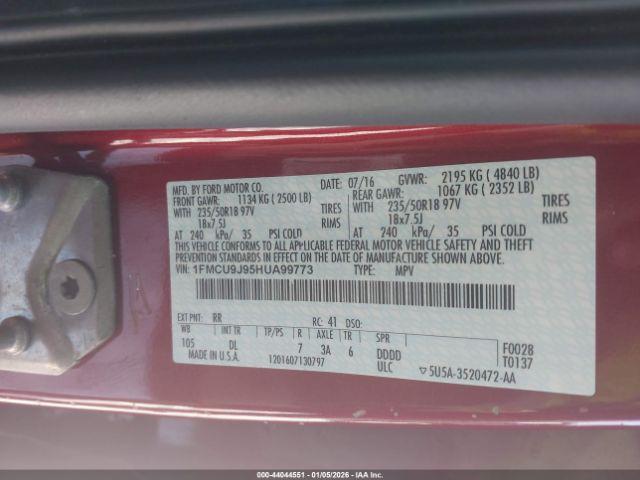 MFD. BY FORD MOTOR CO. DATE: 07/16 GVWR: 2195 KG ( 4840 LB)
FRONT GAWR: 1134 KG ( 2500 LB) REAR GAWR: 1067 KG ( 2352 LB)
WITH 235/50R18 97V TIRES WITH 235/50R18 97V TIRES
18x7.5J RIMS 18x7.5J RIMS
AT 240 kPa/ 35 PSI COLD AT 240 kPa/ 35 PSI COLD
THIS VEHICLE CONFORMS TO ALL APPLICABLE FEDERAL MOTOR VEHICLE SAFETY AND BUMPER
AND THEFT PREVENTION STANDARDS IN EFFECT ON THE DATE OF MANUFACTURE SHOWN ABOVE.
VIN: 1FMCU9J95HUA99773 TYPE: MPV
EXT PNT: RR RC: 41 DSO:
WB INT TR TP/PS R AXLE TR SPR F0028
105 DL 7 3A 6 DDDD T0137
MADE IN U.S.A. 1201607130797 ULC ▽5U5A-3520472-AA
000-44044551 - 01/05/2026 - IAAI.COM